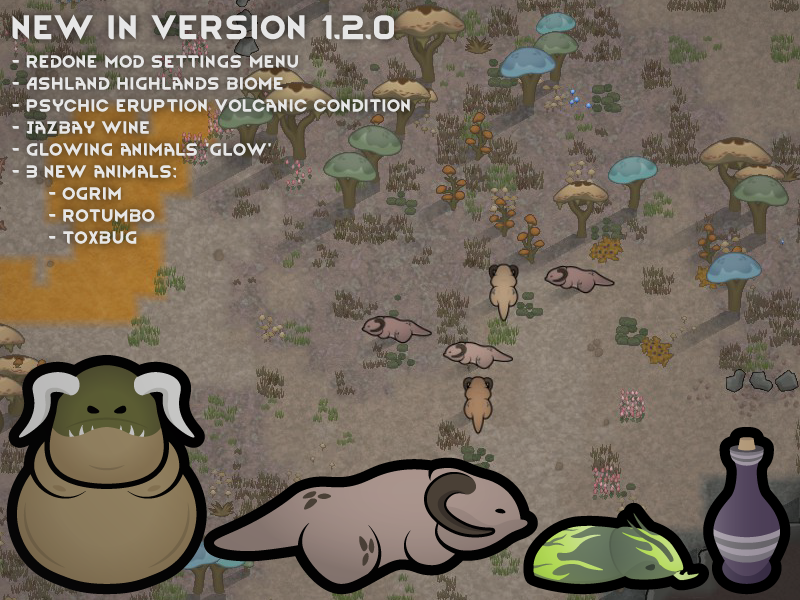 NEW IN VERSION 1.2.0
- REDONE MOD SETTINGS MENU
- ASHLAND HIGHLANDS BIOME
- PSYCHIC ERUPTION VOLCANIC CONDITION
- JAZBAY WINE
- GLOWING ANIMALS 'GLOW'
- 3 NEW ANIMALS:
- OGRIM
- ROTUMBO
- TOXBUG